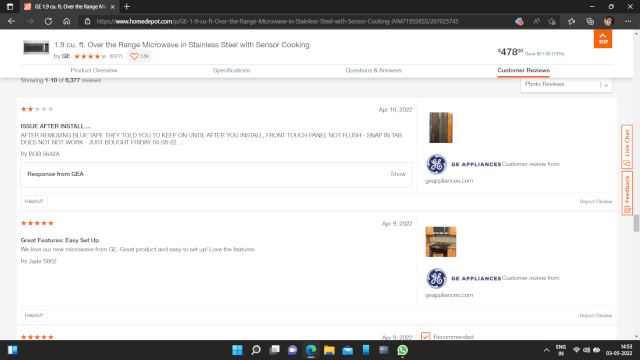 GE 1.9 cu. ft. Over the Range Mi
https://www.homedepot.com/p/GE-1-9-cu-ft-Over-the-Range-Microwave-in-Stainless-Steel-with-Sensor-Cooking-JVM7195SKSS/207025745
1.9 cu. ft. Over the Range Microwave in Stainless Steel with Sensor Cooking
by GE (6377) 5.8k
$47800 Save $81.00 (15%)
TOP
Product Overview Specifications Questions & Answers Customer Reviews
Showing 1-10 of 6,377 reviews
Photo Reviews
Apr 10, 2022
ISSUE AFTER INSTALL ...
AFTER REMOVING BLUE TAPE THEY TOLD YOU TO KEEP ON UNTIL AFTER YOU INSTALL, FRONT TOUCH PANEL NOT FLUSH - SNAP IN TAB
DOES NOT NOT WORK - JUST BOUGHT FRIDAY 04-08-22 ...
by BOB 5642A
Response from GEA Show
GE APPLIANCES Customer review from
geappliances.com
Helpful? Report Review
Live Chat
Feedback
Apr 9, 2022
Great Features; Easy Set Up
We love our new microwave from GE. Great product and easy to set up! Love the features
by Jade S802
GE APPLIANCES Customer review from
geappliances.com
Helpful? Report Review
Apr 9, 2022
Recommended
ENG
IN
14:53
03-05-2022